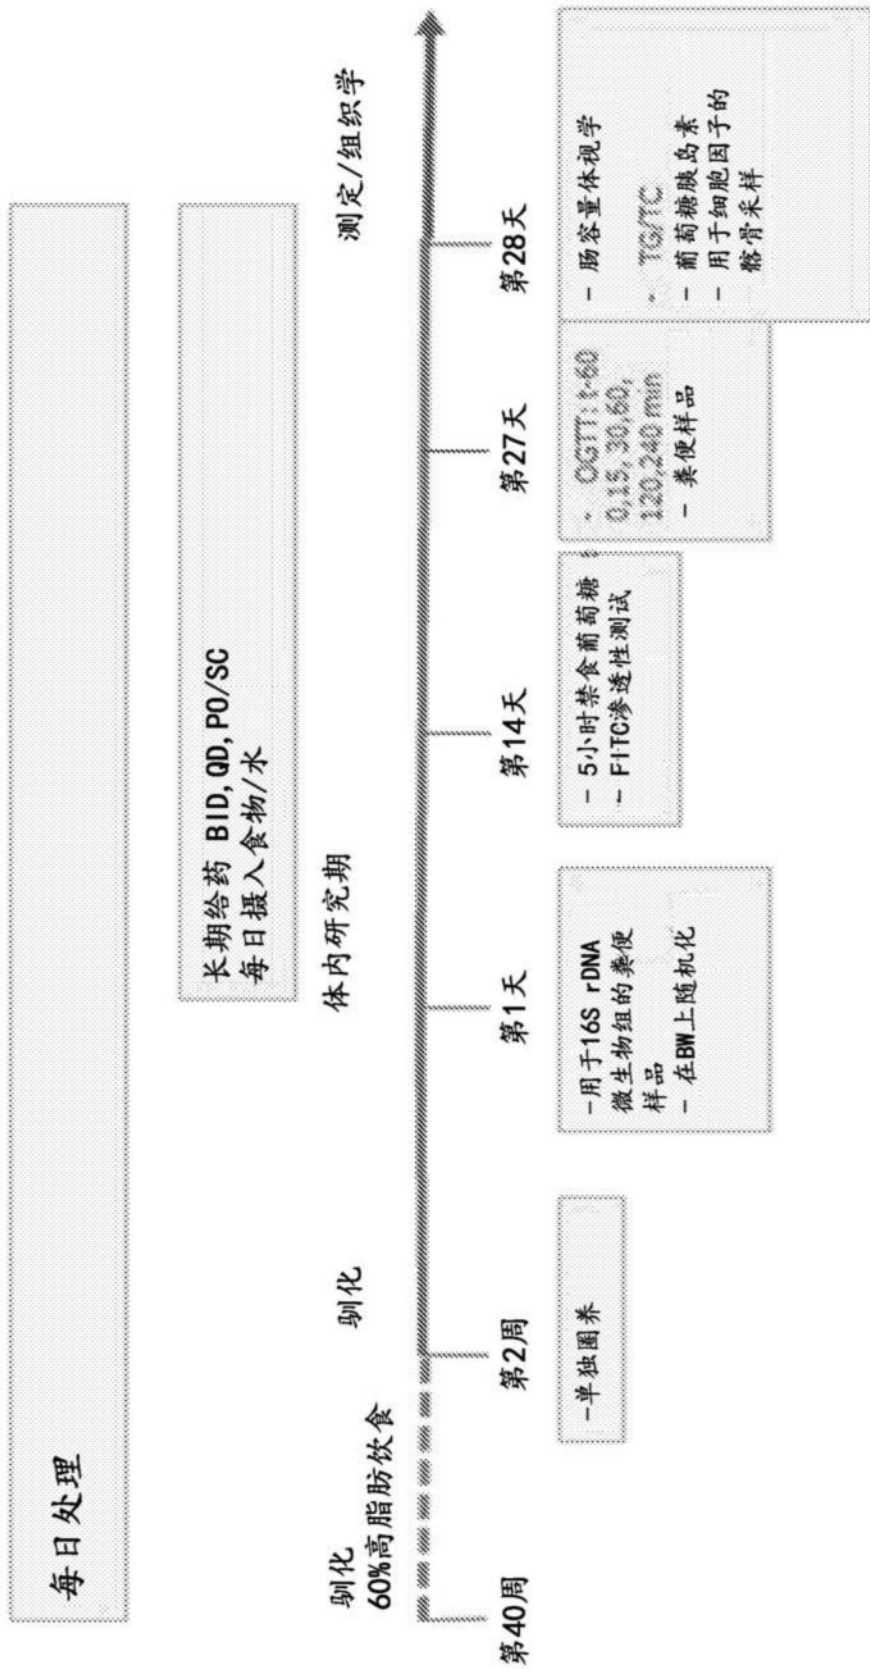 每日处理
长期给药 BID, QD, PO/SC
每日摄入食物/水
驯化
60%高脂肪饮食
驯化
体内研究期
测定/组织学
第40周
第2周
第1天
第14天
第27天
第28天
-单独圈养
-用于16S rDNA
微生物组的粪便
样品
- 在BW上随机化
- 5小时禁食葡萄糖
- FITC渗透性测试
- OGTT: t-60
0,15, 30,60,
120,240 min
- 粪便样品
- 肠容量体视学
- TG/TC
- 葡萄糖胰岛素
- 用于细胞因子的
髂骨采样